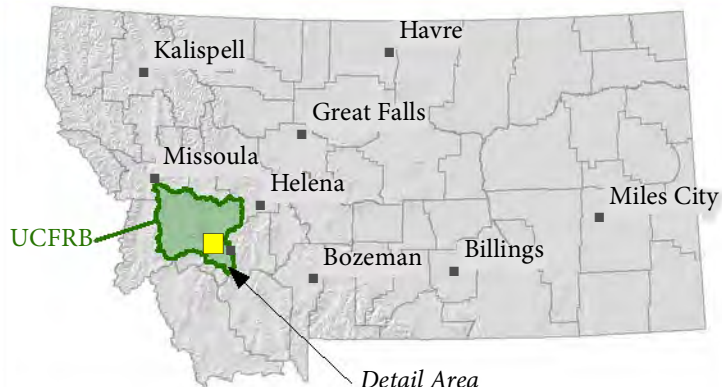 Havre
Kalispell
Great Falls
Missoula
Helena
Miles City
UCFRB
Billings
Bozeman
Detail Area